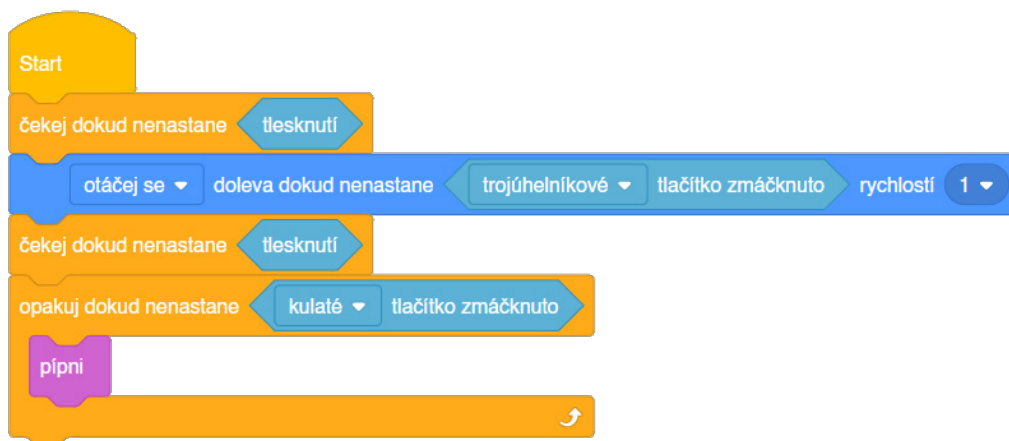 Start
čekej dokud nenastane tlesknutí
otáčej se doleva dokud nenastane trojúhelníkové tlačítko zmáčknuto rychlostí 1
čekej dokud nenastane tlesknutí
opakuj dokud nenastane kulaté tlačítko zmáčknuto
pípni